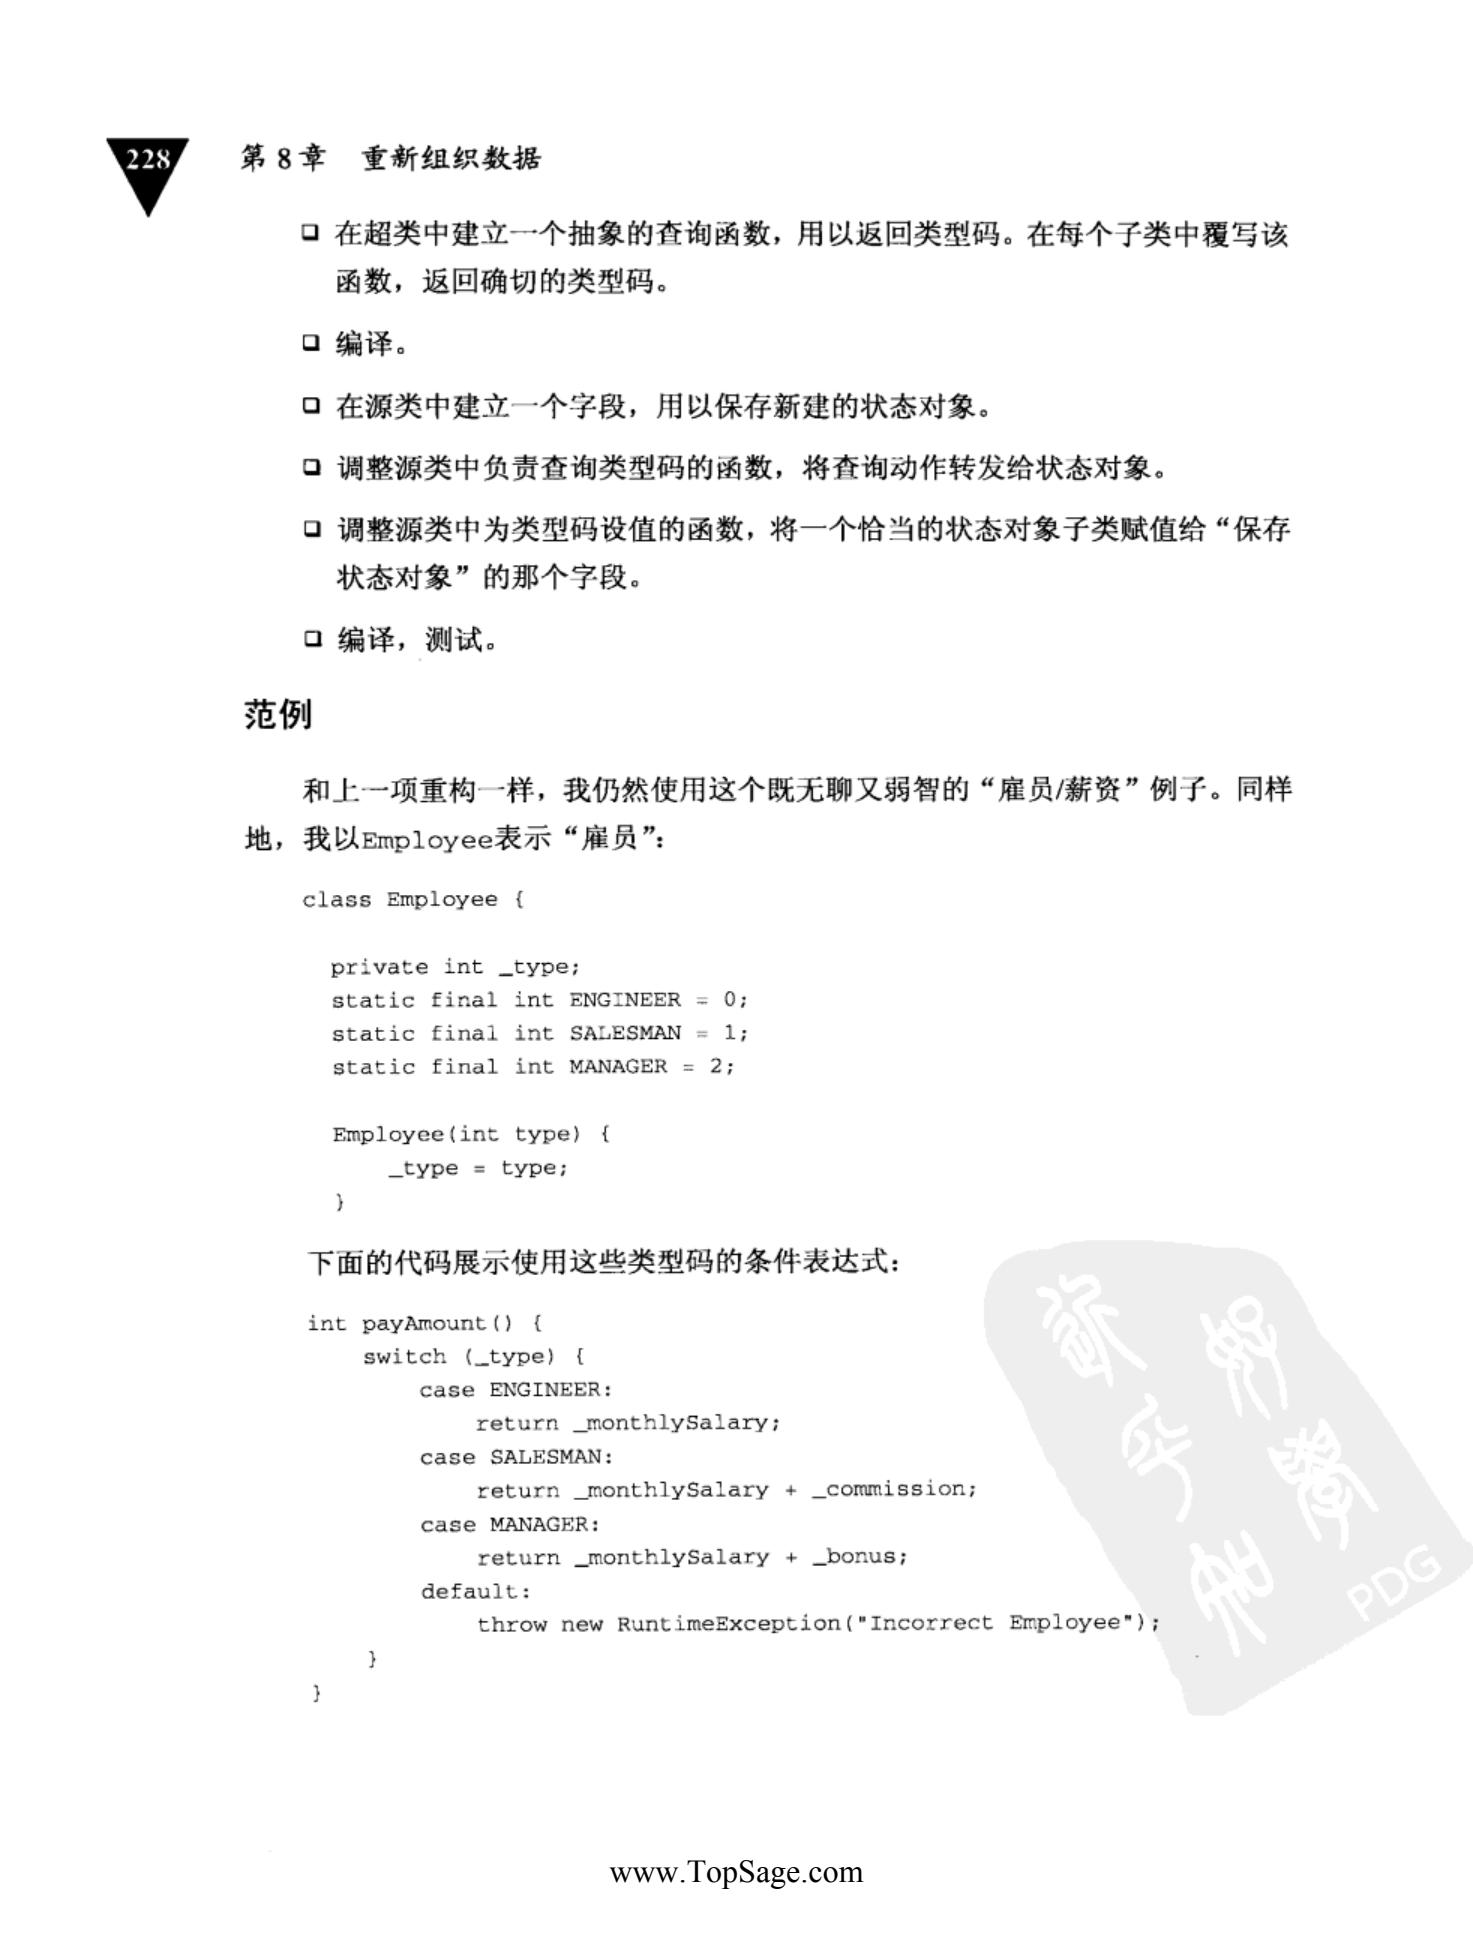 228
第 8 章 重新组织数据
❑ 在超类中建立一个抽象的查询函数，用以返回类型码。在每个子类中覆写该
函数，返回确切的类型码。
❑ 编译。
❑ 在源类中建立一个字段，用以保存新建的状态对象。
❑ 调整源类中负责查询类型码的函数，将查询动作转发给状态对象。
❑ 调整源类中为类型码设值的函数，将一个恰当的状态对象子类赋值给“保存
状态对象”的那个字段。
❑ 编译，测试。
范例
和上一项重构一样，我仍然使用这个既无聊又弱智的“雇员/薪资”例子。同样
地，我以Employee表示“雇员”：
class Employee {
private int _type;
static final int ENGINEER = 0;
static final int SALESMAN = 1;
static final int MANAGER = 2;
Employee(int type) {
_type = type;
}
下面的代码展示使用这些类型码的条件表达式：
int payAmount() {
switch (_type) {
case ENGINEER:
return _monthlySalary;
case SALESMAN:
return _monthlySalary + _commission;
case MANAGER:
return _monthlySalary + _bonus;
default:
throw new RuntimeException("Incorrect Employee");
}
}
PDG
www.TopSage.com